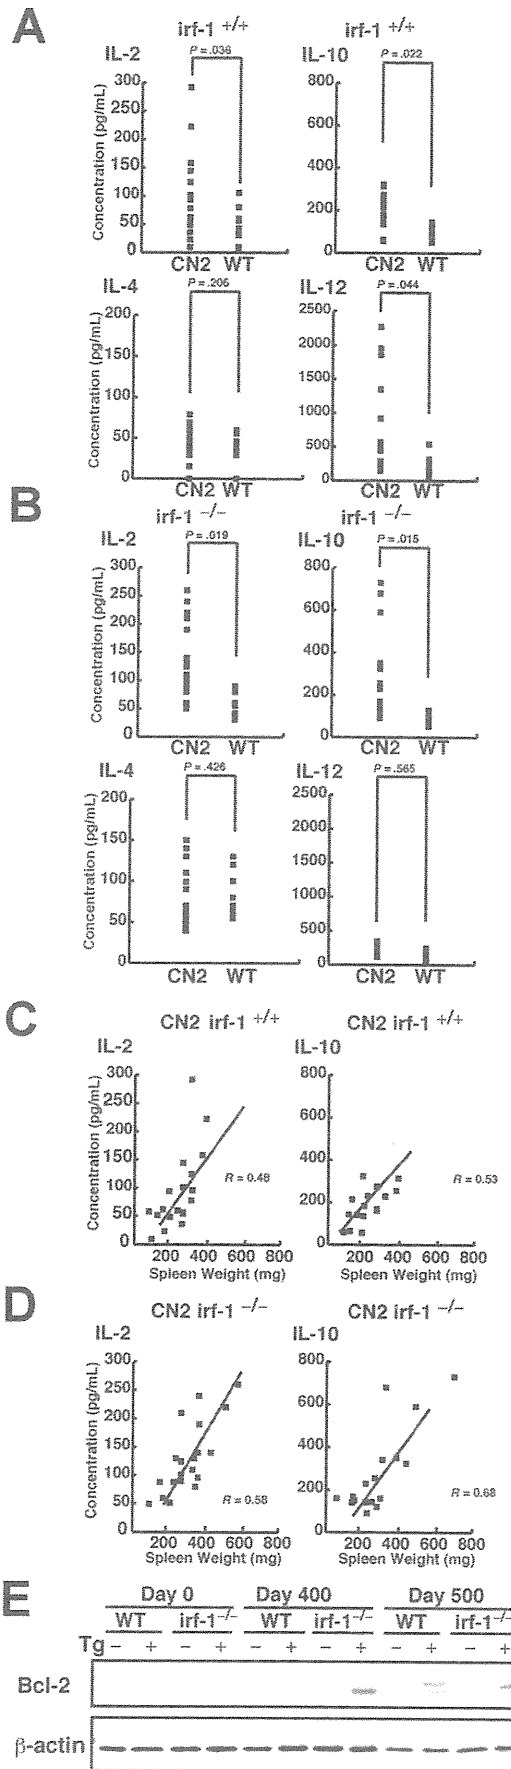 A
irf-1 +/+ irf-1 +/+
IL-2 P = .036 IL-10 P = .022
Concentration (pg/mL)
300 250 200 150 100 50 0
800 600 400 200 0
CN2 WT CN2 WT
IL-4 P = .206 IL-12 P = .044
Concentration (pg/mL)
200 150 100 50 0
2500 2000 1500 1000 500 0
CN2 WT CN2 WT
B
irf-1 –/– irf-1 –/–
IL-2 P = .019 IL-10 P = .015
Concentration (pg/mL)
300 250 200 150 100 50 0
800 600 400 200 0
CN2 WT CN2 WT
IL-4 P = .426 IL-12 P = .565
Concentration (pg/mL)
200 150 100 50 0
2500 2000 1500 1000 500 0
CN2 WT CN2 WT
C
CN2 irf-1 +/+ CN2 irf-1 +/+
IL-2 IL-10
Concentration (pg/mL)
300 250 200 150 100 50 0
800 600 400 200 0
R = 0.48 R = 0.53
200 400 600 800 200 400 600 800
Spleen Weight (mg) Spleen Weight (mg)
D
CN2 irf-1 –/– CN2 irf-1 –/–
IL-2 IL-10
Concentration (pg/mL)
300 250 200 150 100 50 0
800 600 400 200 0
R = 0.58 R = 0.68
200 400 600 800 200 400 600 800
Spleen Weight (mg) Spleen Weight (mg)
E
Day 0 Day 400 Day 500
WT irf-1–/– WT irf-1–/– WT irf-1–/–
Tg – + – + – + – + – + – +
Bcl-2
β-actin